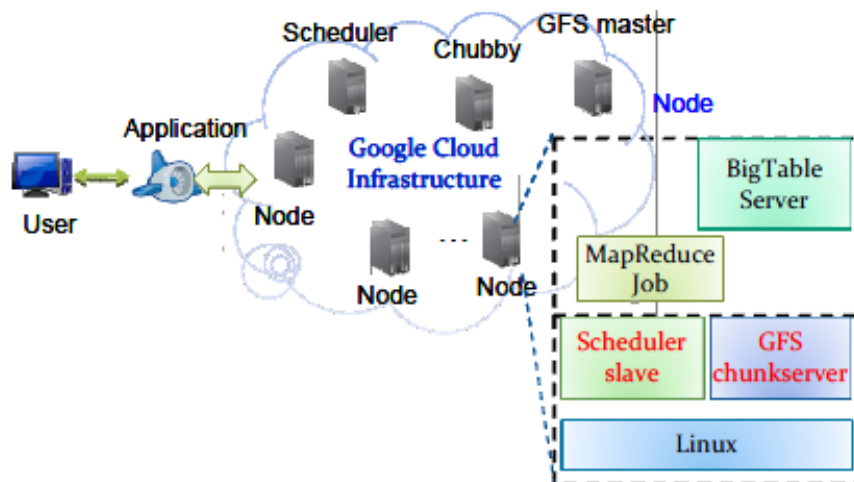 Scheduler
Chubby
GFS master
Node
Application
Google Cloud
Infrastructure
User
Node
...
Node
Node
BigTable
Server
MapReduce
Job
Scheduler
slave
GFS
chunkserver
Linux